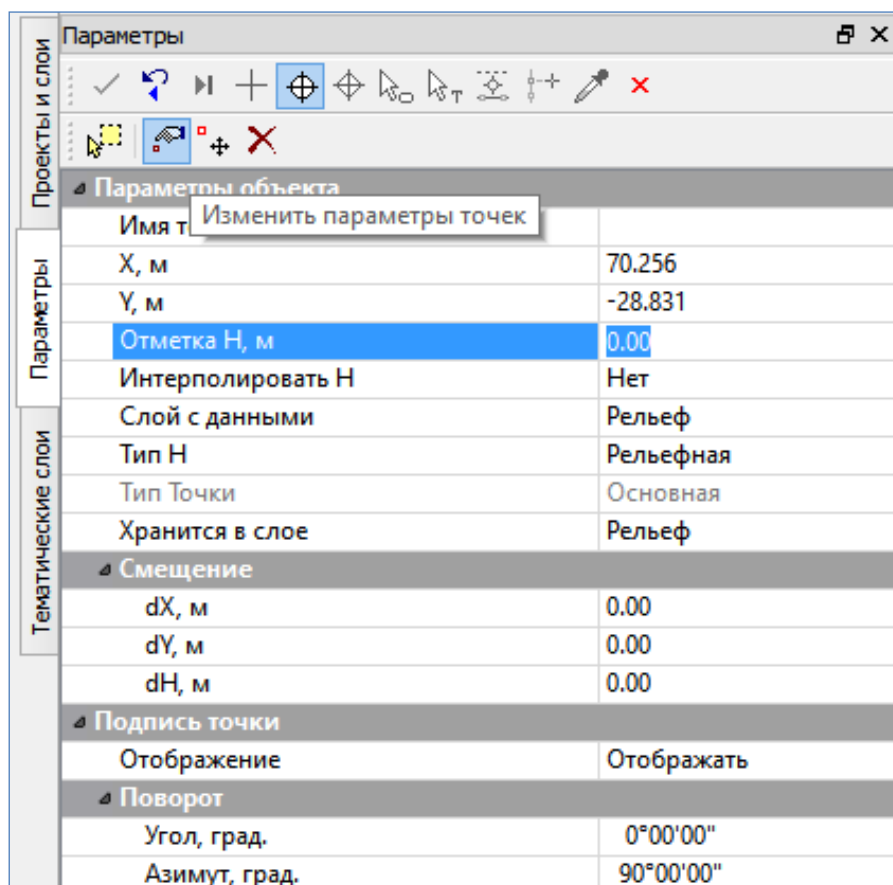 Параметры
Проекты и слои
Параметры
Тематические слои
Параметры объекта
Изменить параметры точек
Имя т
X, м 70.256
Y, м -28.831
Отметка H, м 0.00
Интерполировать H Нет
Слой с данными Рельеф
Тип H Рельефная
Тип Точки Основная
Хранится в слое Рельеф
Смещение
dX, м 0.00
dY, м 0.00
dH, м 0.00
Подпись точки
Отображение Отображать
Поворот
Угол, град. 0°00'00"
Азимут, град. 90°00'00"